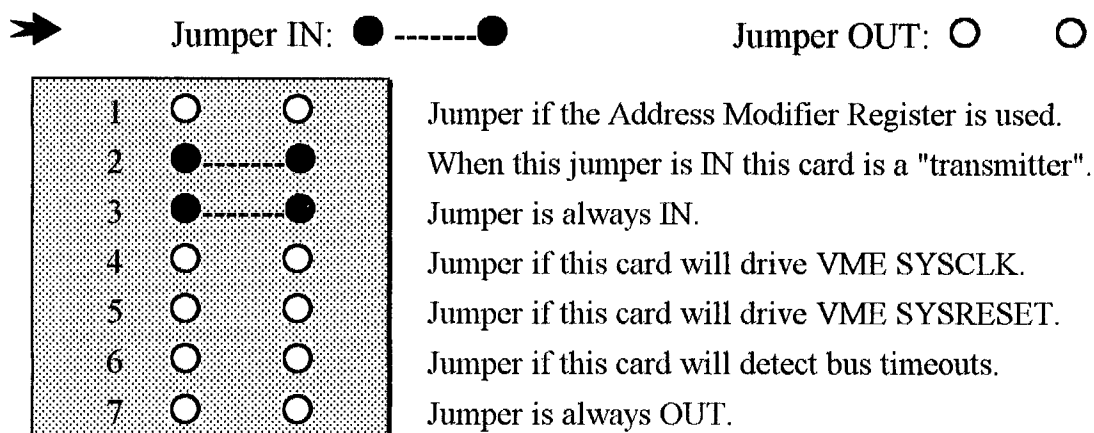 Jumper IN: Jumper OUT:
1 Jumper if the Address Modifier Register is used.
2 When this jumper is IN this card is a "transmitter".
3 Jumper is always IN.
4 Jumper if this card will drive VME SYSCLK.
5 Jumper if this card will drive VME SYSRESET.
6 Jumper if this card will detect bus timeouts.
7 Jumper is always OUT.